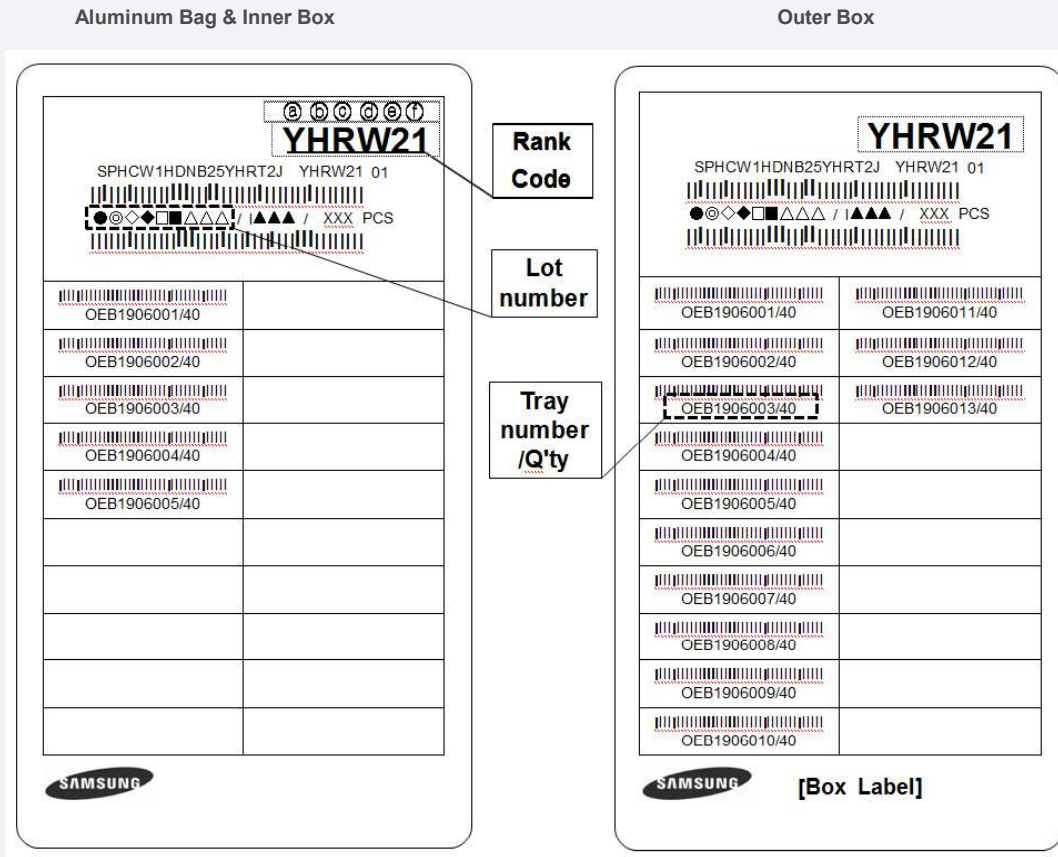 Aluminum Bag & Inner Box
Outer Box
ⓐ ⓑ ⓒ ⓓ ⓔ ⓕ
YHRW21
SPHCW1HDNB25YHRT2J YHRW21 01
●◎◇◆□■△△△ / I▲▲▲ / XXX PCS
OEB1906001/40
OEB1906002/40
OEB1906003/40
OEB1906004/40
OEB1906005/40
SAMSUNG
Rank
Code
Lot
number
Tray
number
/Q'ty
YHRW21
SPHCW1HDNB25YHRT2J YHRW21 01
●◎◇◆□■△△△ / I▲▲▲ / XXX PCS
OEB1906001/40 OEB19060011/40
OEB1906002/40 OEB1906012/40
OEB1906003/40 OEB1906013/40
OEB1906004/40
OEB1906005/40
OEB1906006/40
OEB1906007/40
OEB1906008/40
OEB1906009/40
OEB1906010/40
SAMSUNG
[Box Label]